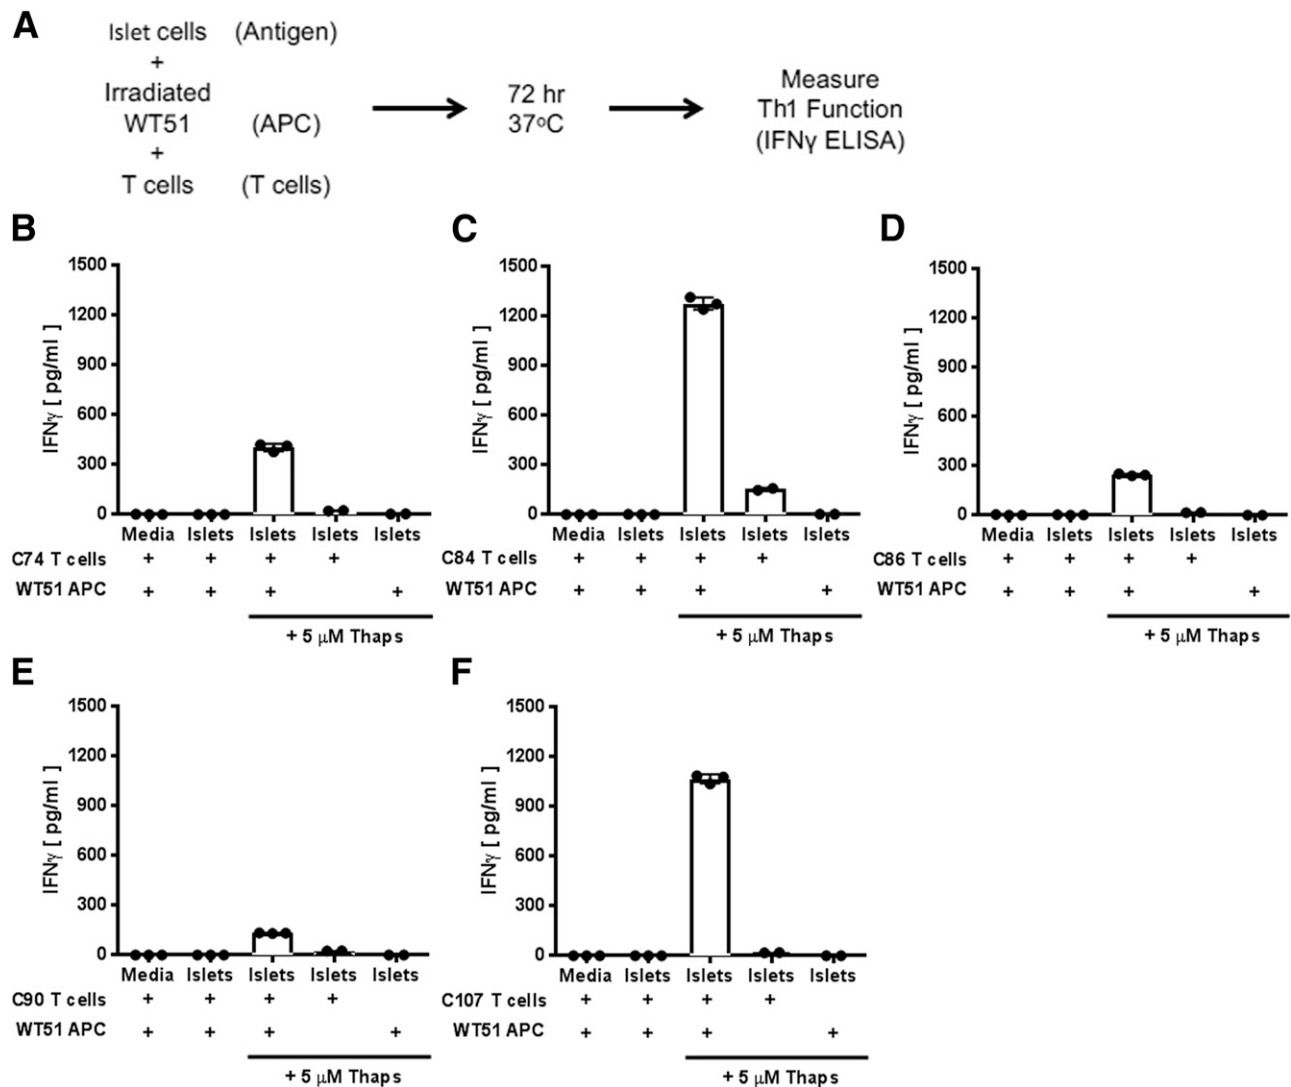 A
Islet cells (Antigen)
+
Irradiated
WT51 (APC)
+
T cells (T cells)
72 hr
37°C
Measure
Th1 Function
(IFNγ ELISA)
B
IFNγ [ pg/ml ]
1500
1200
900
600
300
0
Media Islets Islets Islets Islets
C74 T cells + + + +
WT51 APC + + + +
+ 5 µM Thaps
C
IFNγ [ pg/ml ]
1500
1200
900
600
300
0
Media Islets Islets Islets Islets
C84 T cells + + + +
WT51 APC + + + +
+ 5 µM Thaps
D
IFNγ [ pg/ml ]
1500
1200
900
600
300
0
Media Islets Islets Islets Islets
C86 T cells + + + +
WT51 APC + + + +
+ 5 µM Thaps
E
IFNγ [ pg/ml ]
1500
1200
900
600
300
0
Media Islets Islets Islets Islets
C90 T cells + + + +
WT51 APC + + + +
+ 5 µM Thaps
F
IFNγ [ pg/ml ]
1500
1200
900
600
300
0
Media Islets Islets Islets Islets
C107 T cells + + + +
WT51 APC + + + +
+ 5 µM Thaps